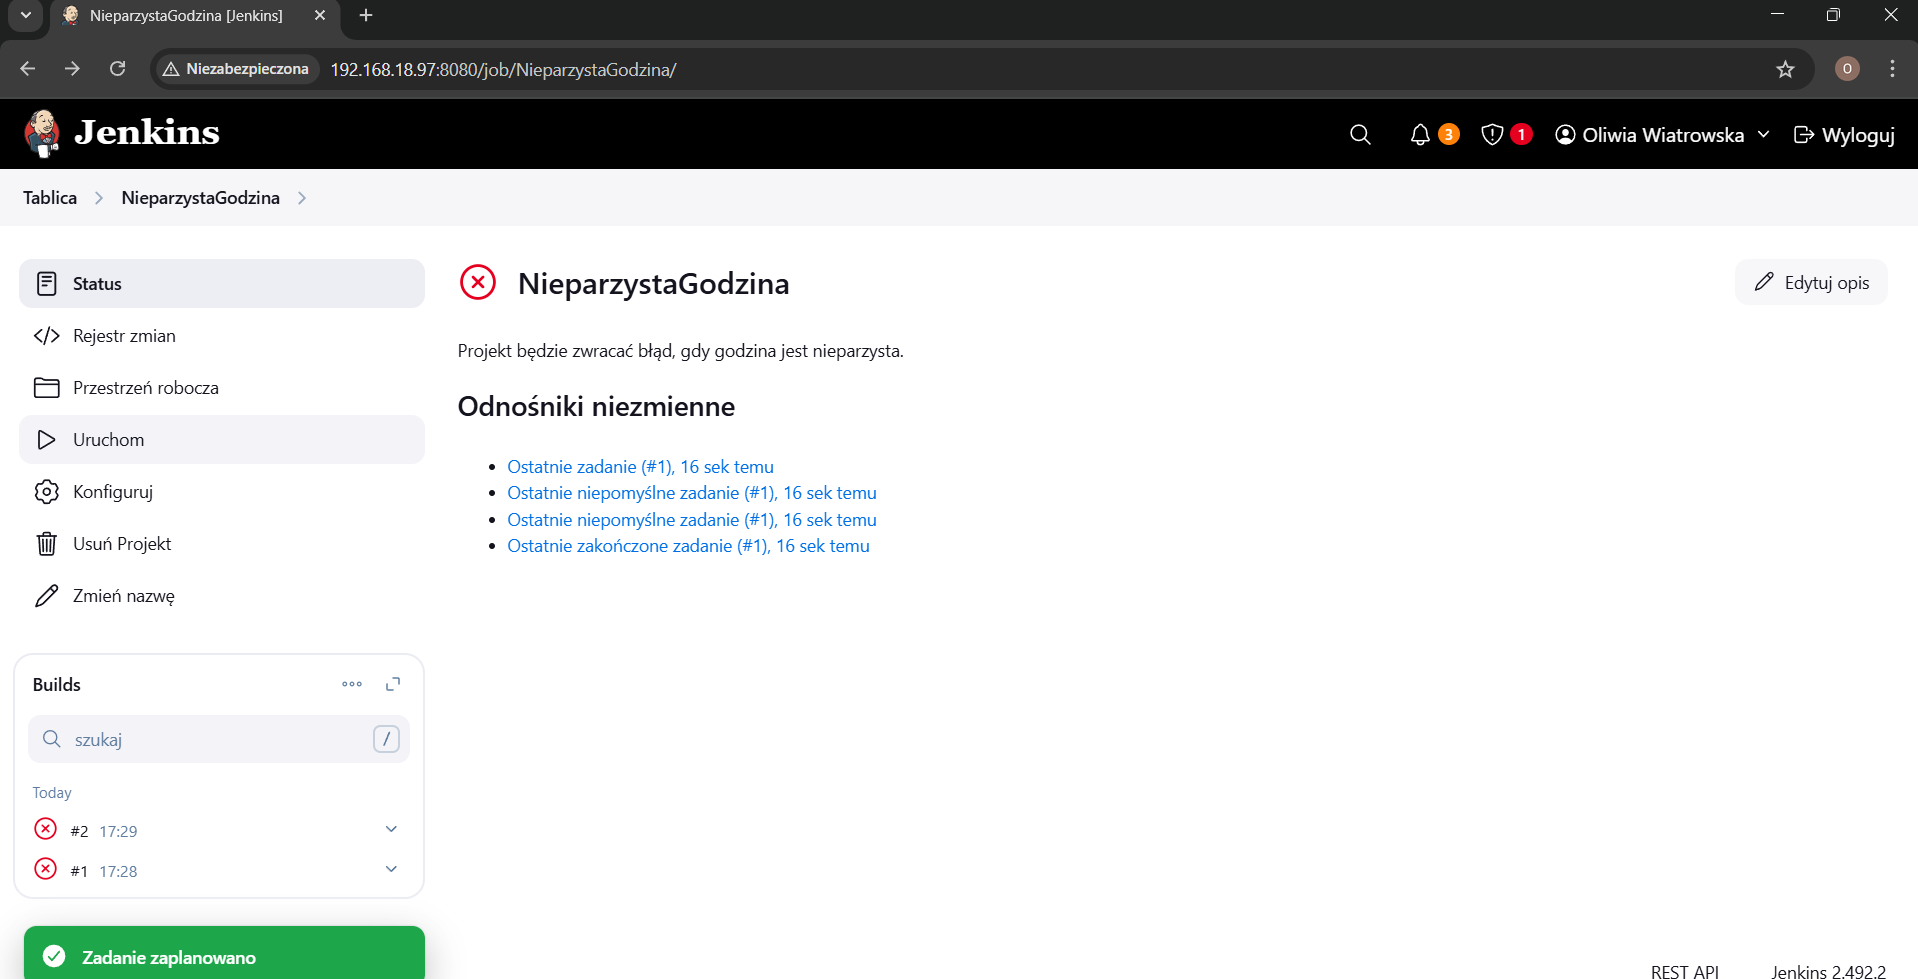 NieparzystaGodzina [Jenkins]
Niezabezpieczona
192.168.18.97:8080/job/NieparzystaGodzina/
O
Jenkins
3
1
Oliwia Wiatrowska
Wyloguj
Tablica
NieparzystaGodzina
Status
Rejestr zmian
Przestrzeń robocza
Uruchom
Konfiguruj
Usuń Projekt
Zmień nazwę
Builds
szukaj
/
Today
#2 17:29
#1 17:28
Zadanie zaplanowano
NieparzystaGodzina
Edytuj opis
Projekt będzie zwracać błąd, gdy godzina jest nieparzysta.
Odnośniki niezmienne
Ostatnie zadanie (#1), 16 sek temu
Ostatnie niepomyślne zadanie (#1), 16 sek temu
Ostatnie niepomyślne zadanie (#1), 16 sek temu
Ostatnie zakończone zadanie (#1), 16 sek temu
REST API
Jenkins 2.492.2